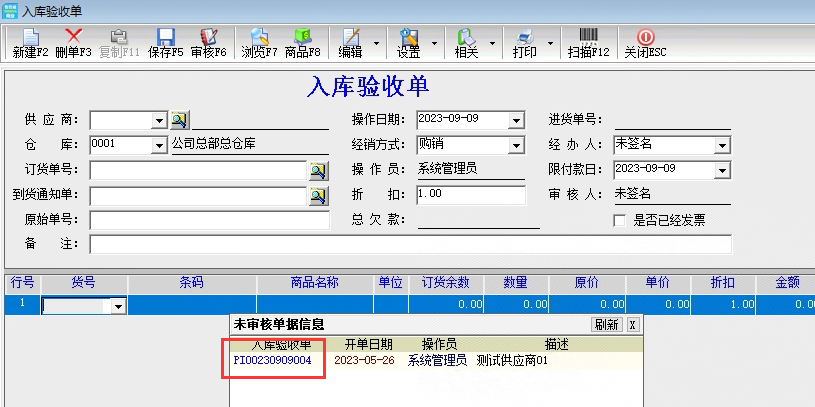 入库验收单
新建F2 删单F3 复制F11 保存F5 审核F6 浏览F7 商品F8 编辑 设置 相关 打印 扫描F12 关闭ESC
入库验收单
供 应 商： 操作日期： 2023-09-09 进货单号：
仓 库： 0001 公司总部总仓库 经销方式： 购销 经 办 人： 未签名
订货单号： 操 作 员： 系统管理员 限付款日： 2023-09-09
到货通知单： 折 扣： 1.00 审 核 人： 未签名
原始单号： 总 欠 款： 是否已经发票
备 注：
行号 货号 条码 商品名称 单位 订货余数 数量 原价 单价 折扣 金额
1 0.00 0.00 0.00 0.00 1.00 0.0
未审核单据信息 刷新 X
入库验收单 开单日期 操作员 描述
PI00230909004 2023-05-26 系统管理员 测试供应商01